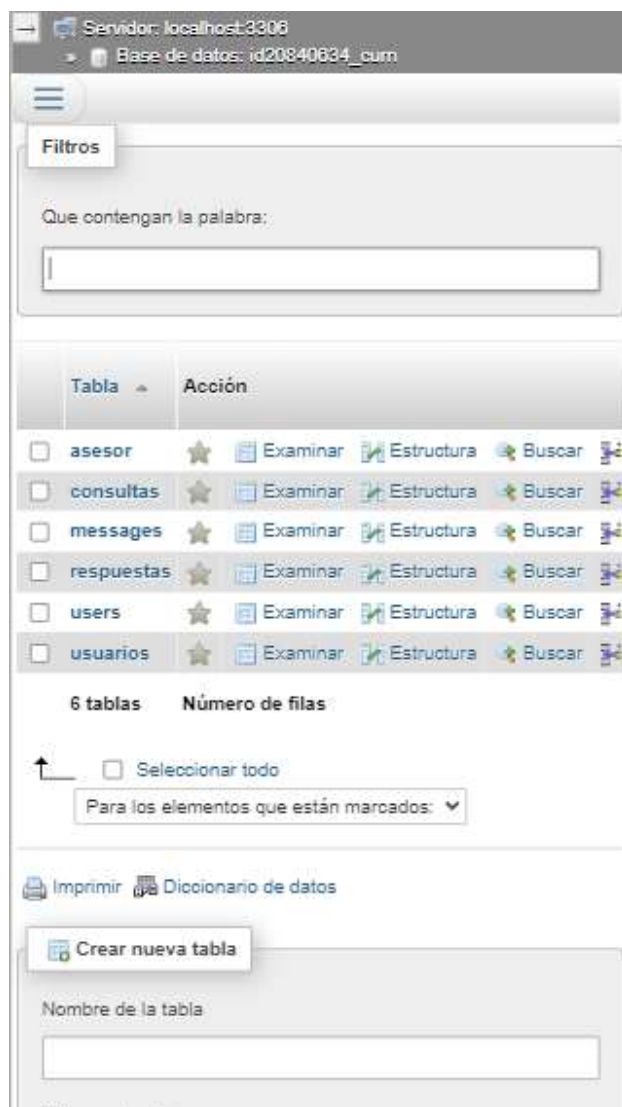 Servidor: localhost:3306
» Base de datos: id20840634_cum
Filtros
Que contengan la palabra:
Tabla Acción
asesor Examinar Estructura Buscar
consultas Examinar Estructura Buscar
messages Examinar Estructura Buscar
respuestas Examinar Estructura Buscar
users Examinar Estructura Buscar
usuarios Examinar Estructura Buscar
6 tablas Número de filas
Seleccionar todo
Para los elementos que están marcados:
Imprimir Diccionario de datos
Crear nueva tabla
Nombre de la tabla